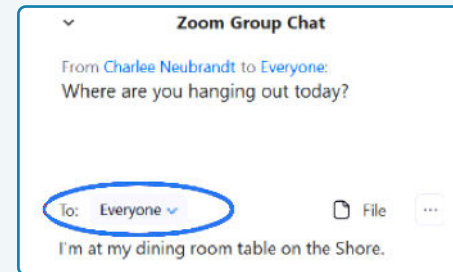 Zoom Group Chat
From Charlee Neubrandt to Everyone:
Where are you hanging out today?
To: Everyone File ...
I'm at my dining room table on the Shore.